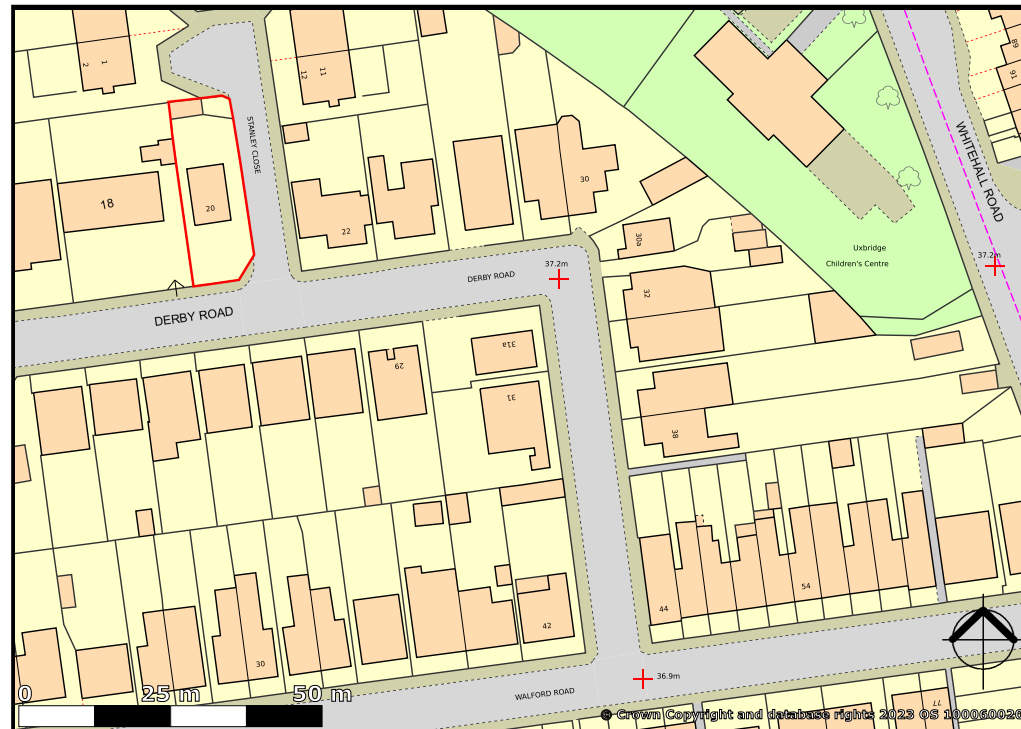 2
1
12
11
STANLEY CLOSE
18
20
22
30
30a
32
37.2m
DERBY ROAD
DERBY ROAD
WHITEHALL ROAD
89
91
Uxbridge
Children's Centre
37.2m
29
31a
31
38
44
54
42
30
36.9m
WALFORD ROAD
77
0 25 m 50 m
© Crown Copyright and database rights 2023 OS 100060026